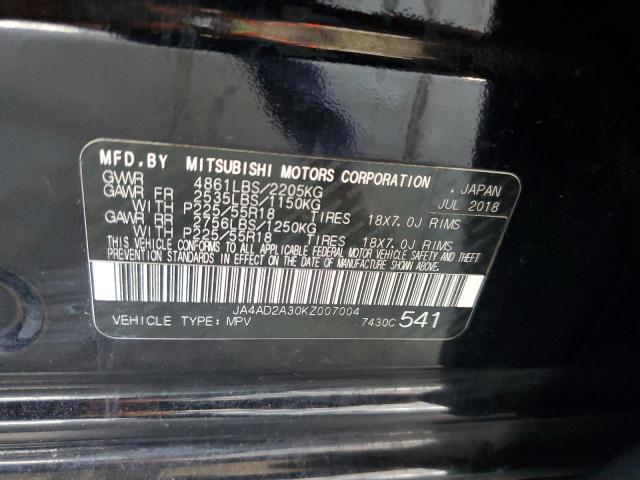 MFD. BY MITSUBISHI MOTORS CORPORATION , JAPAN
GVWR 4861LBS/2205KG JUL 2018
GAWR FR 2535LBS/1150KG
WITH P225/55R18 TIRES 18X7.0J RIMS
GAWR RR 2756LBS/1250KG
WITH P225/55R18 TIRES 18X7.0J RIMS
THIS VEHICLE CONFORMS TO ALL APPLICABLE FEDERAL MOTOR VEHICLE SAFETY AND THEFT
PREVENTION STANDARDS IN EFFECT ON THE DATE OF MANUFACTURE SHOWN ABOVE.
JA4AD2A30KZ007004
VEHICLE TYPE: MPV 7430C 541